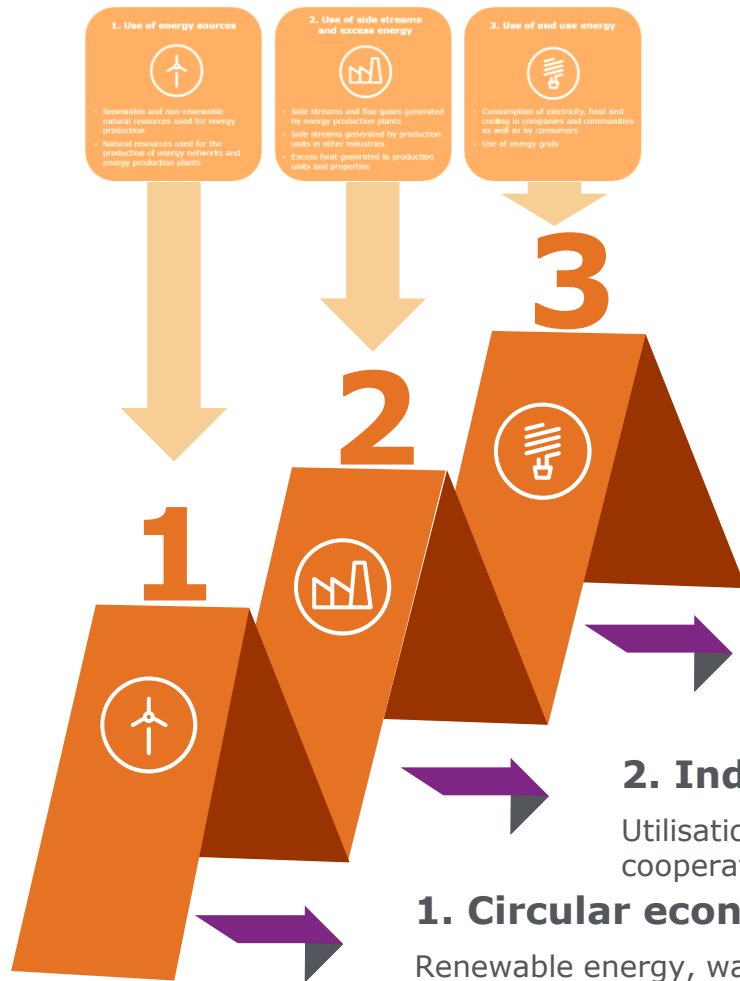 1. Use of energy sources
• Renewable and non-renewable
natural resources used for energy
production
• Natural resources used for the
production of energy networks and
energy production plants
2. Use of side streams
and excess energy
• Side streams and flue gases generated
by energy production plants
• Side streams generated by production
units in other industries
• Excess heat generated in production
units and properties
3. Use of end use energy
• Consumption of electricity, heat and
cooling in companies and communities
as well as by consumers
• Use of energy grids
3
2
1
2. Ind
Utilisatio
cooperat
1. Circular econ
Renewable energy, wa